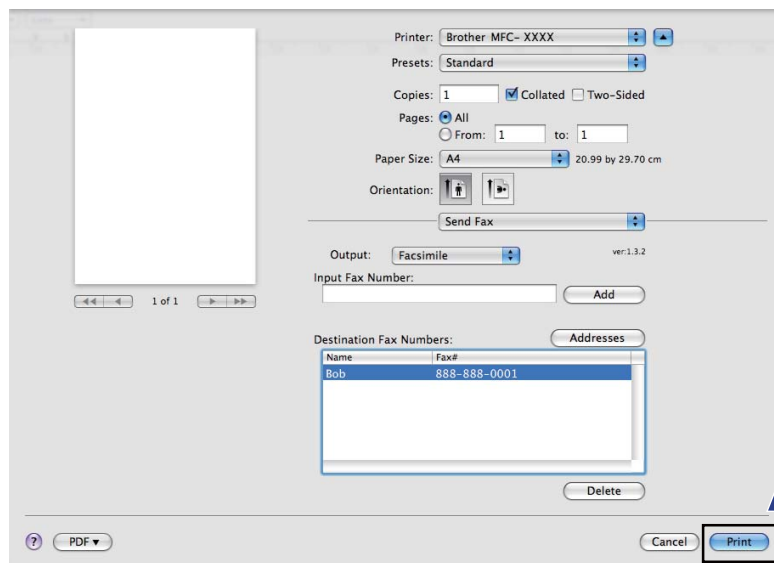 Printer: Brother MFC- XXXX
Presets: Standard
Copies: 1 Collated Two-Sided
Pages: All
From: 1 to: 1
Paper Size: A4 20.99 by 29.70 cm
Orientation:
Send Fax
Output: Facsimile ver:1.3.2
Input Fax Number:
Add
1 of 1
Destination Fax Numbers: Addresses
Name Fax#
Bob 888-888-0001
Delete
? PDF▼ Cancel Print